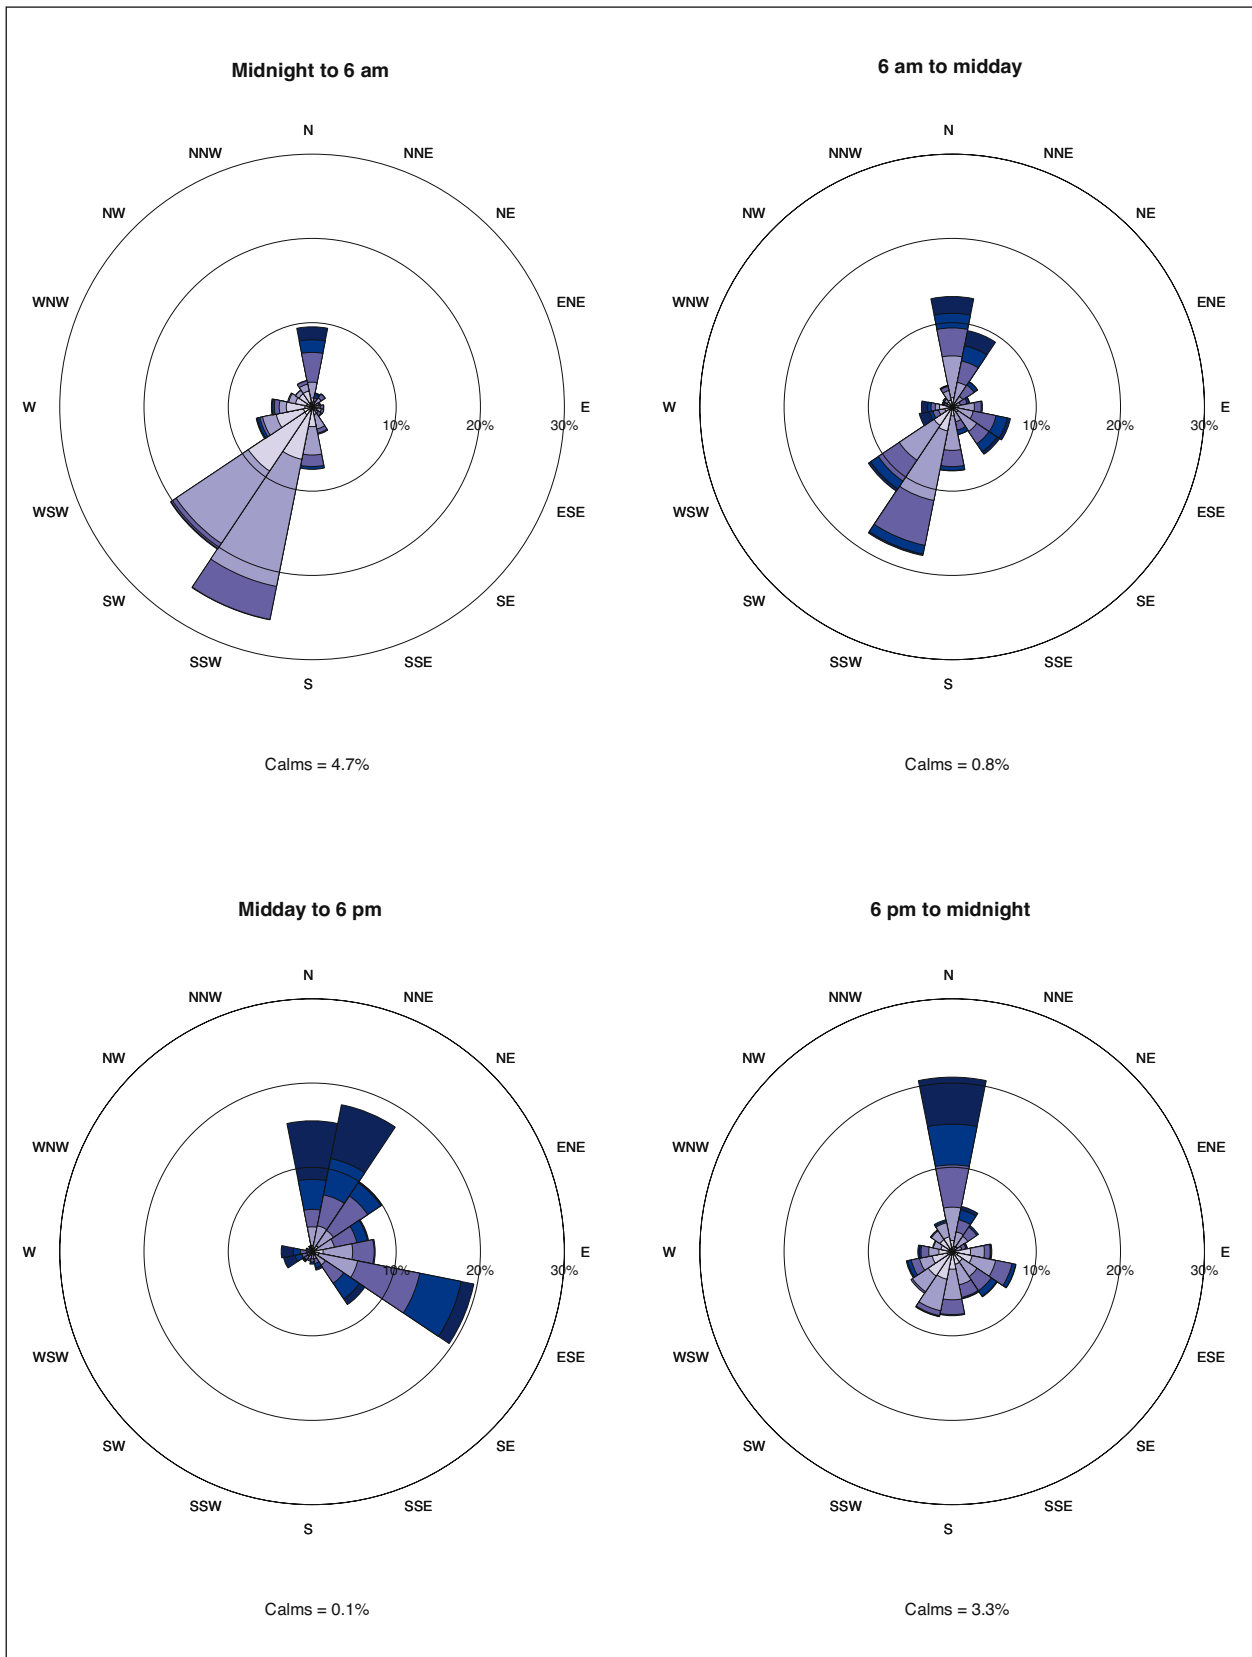 Midnight to 6 am
N
NNW NNE
NW NE
WNW ENE
W E
10% 20% 30%
WSW ESE
SW SE
SSW SSE
S
Calms = 4.7%
6 am to midday
N
NNW NNE
NW NE
WNW ENE
W E
10% 20% 30%
WSW ESE
SW SE
SSW SSE
S
Calms = 0.8%
Midday to 6 pm
N
NNW NNE
NW NE
WNW ENE
W E
10% 20% 30%
WSW ESE
SW SE
SSW SSE
S
Calms = 0.1%
6 pm to midnight
N
NNW NNE
NW NE
WNW ENE
W E
10% 20% 30%
WSW ESE
SW SE
SSW SSE
S
Calms = 3.3%